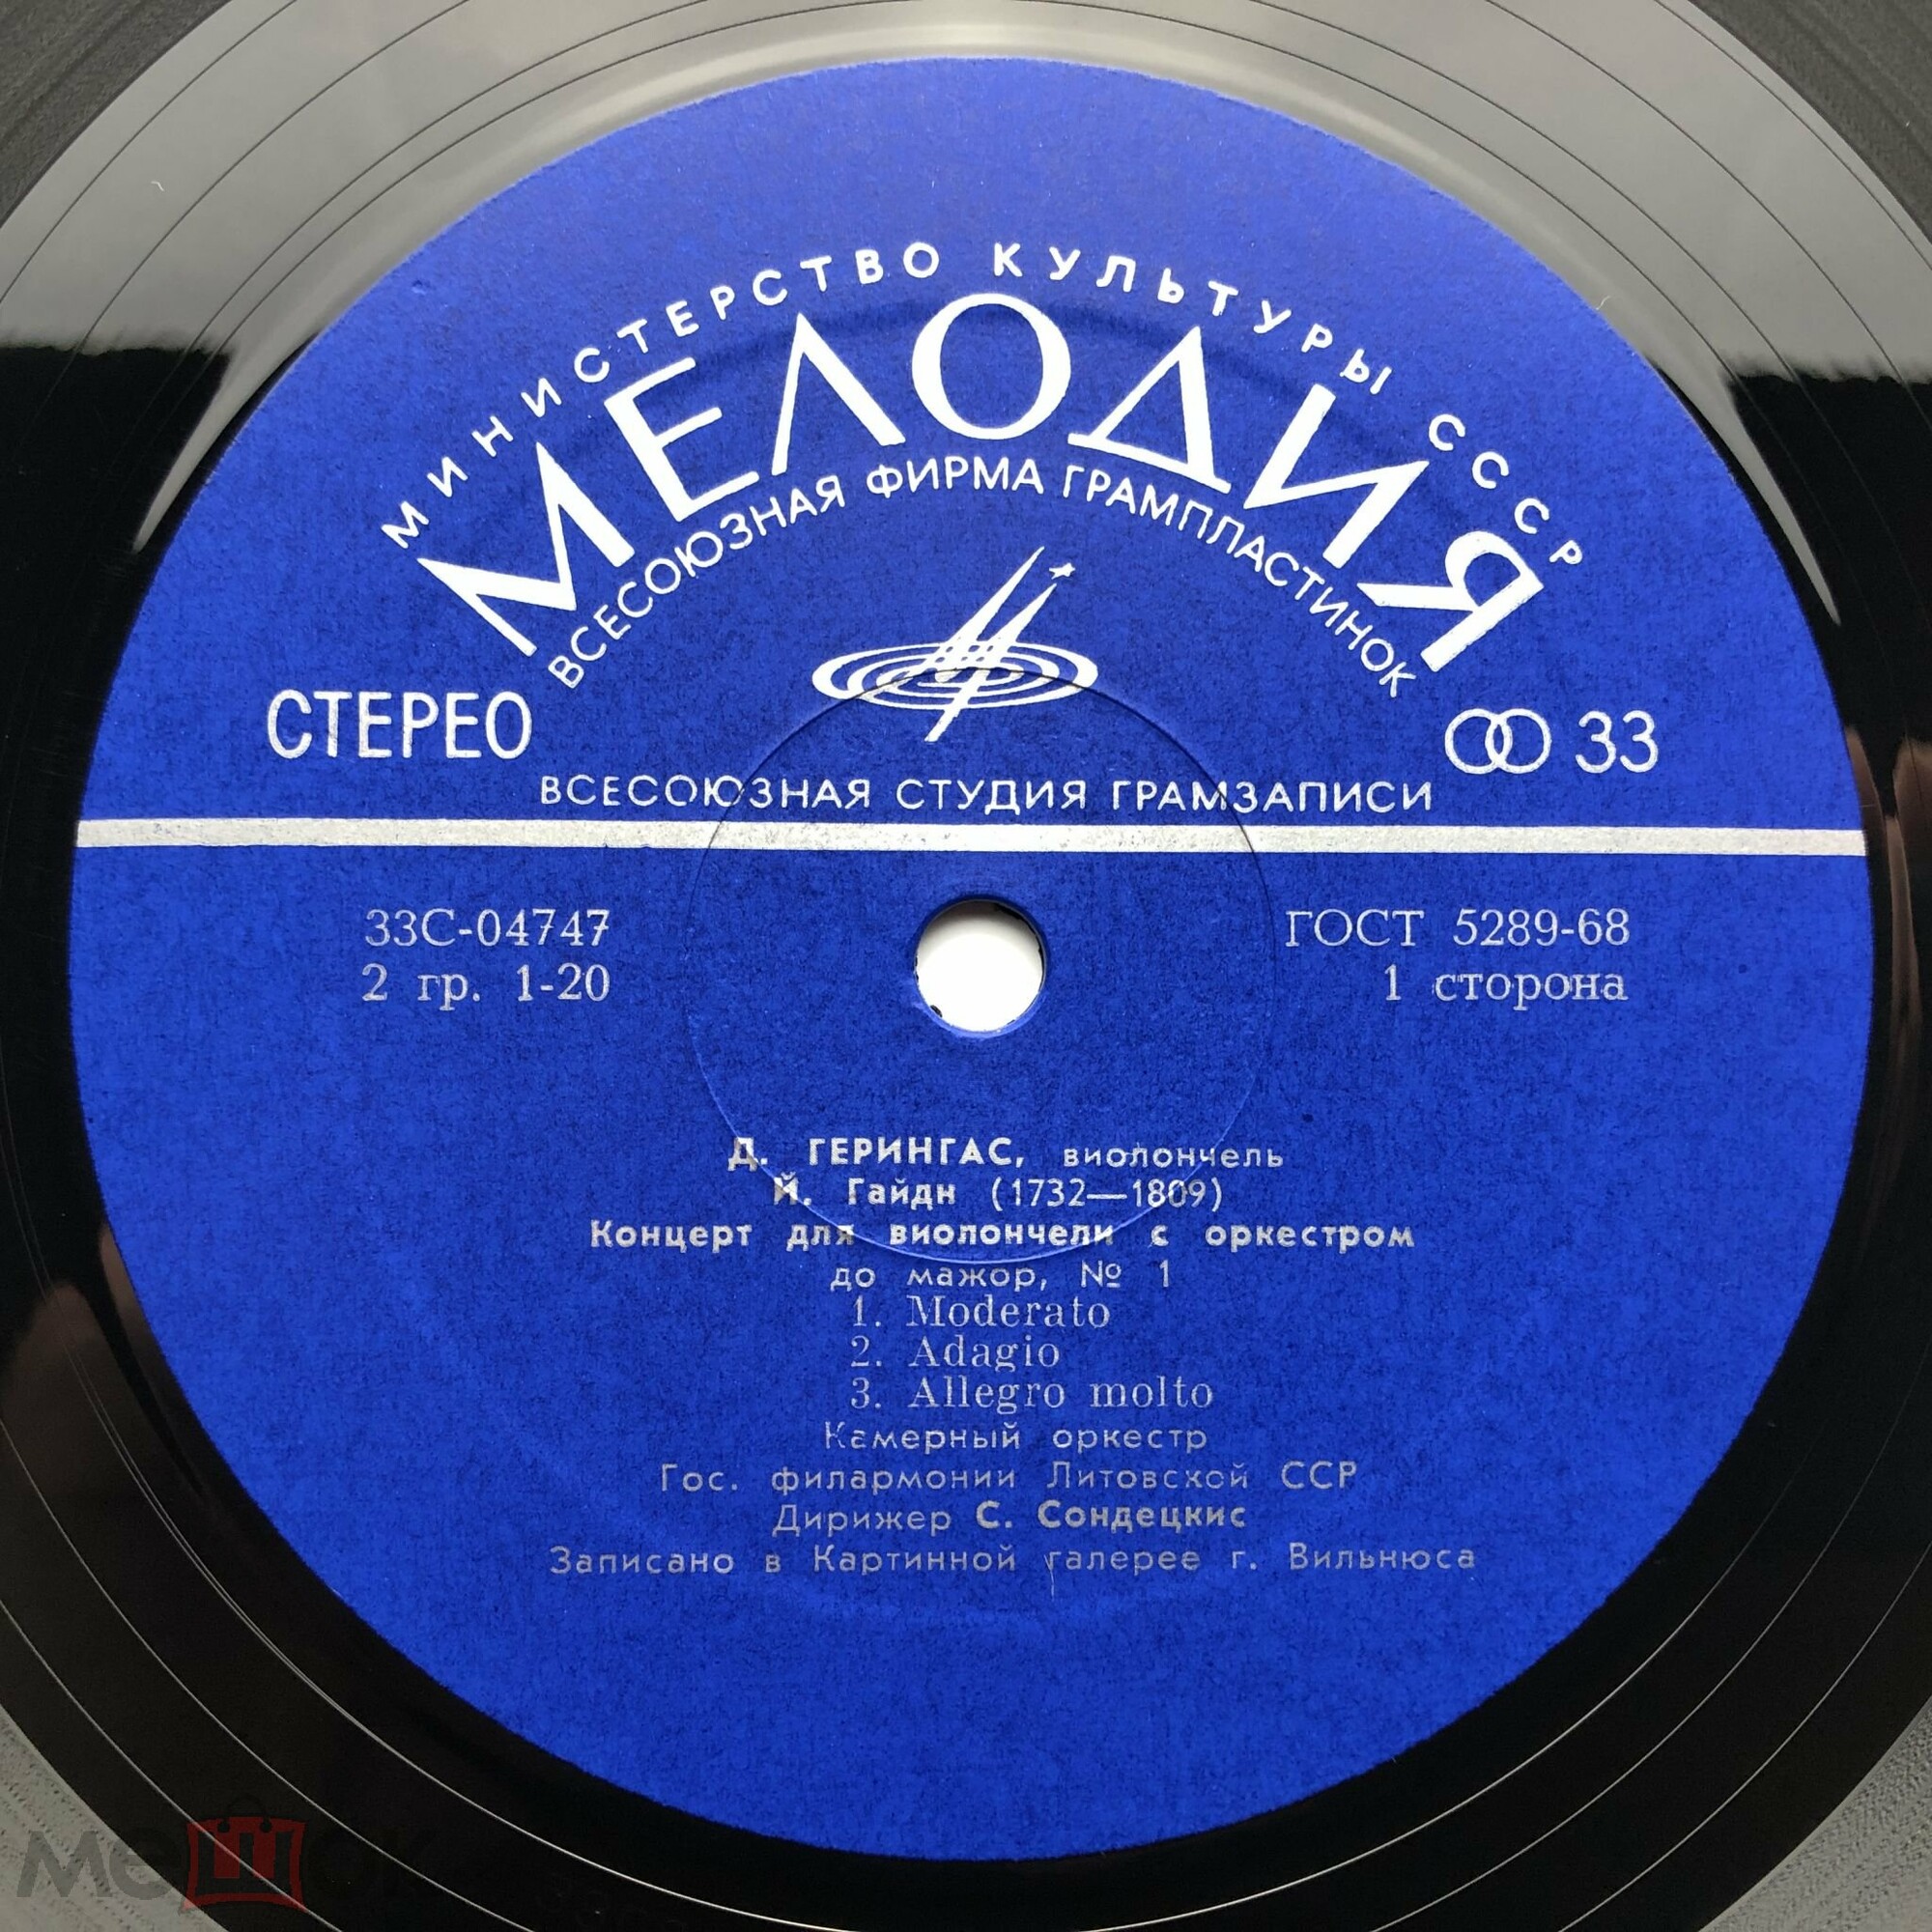 МИНИСТЕРСТВО КУЛЬТУРЫ СССР
МЕЛОДИЯ
ВСЕСОЮЗНАЯ ФИРМА ГРАМПЛАСТИНОК
СТЕРЕО
33
ВСЕСОЮЗНАЯ СТУДИЯ ГРАМЗАПИСИ
33С-04747
ГОСТ 5289-68
2 гр. 1-20
1 сторона
Д. ГЕРИНГАС, виолончель
Й. Гайдн (1732—1809)
Концерт для виолончели с оркестром
до мажор, № 1
1. Moderato
2. Adagio
3. Allegro molto
Камерный оркестр
Гос. филармонии Литовской ССР
Дирижер С. Сондецкис
Записано в Картинной галерее г. Вильнюса
мешок